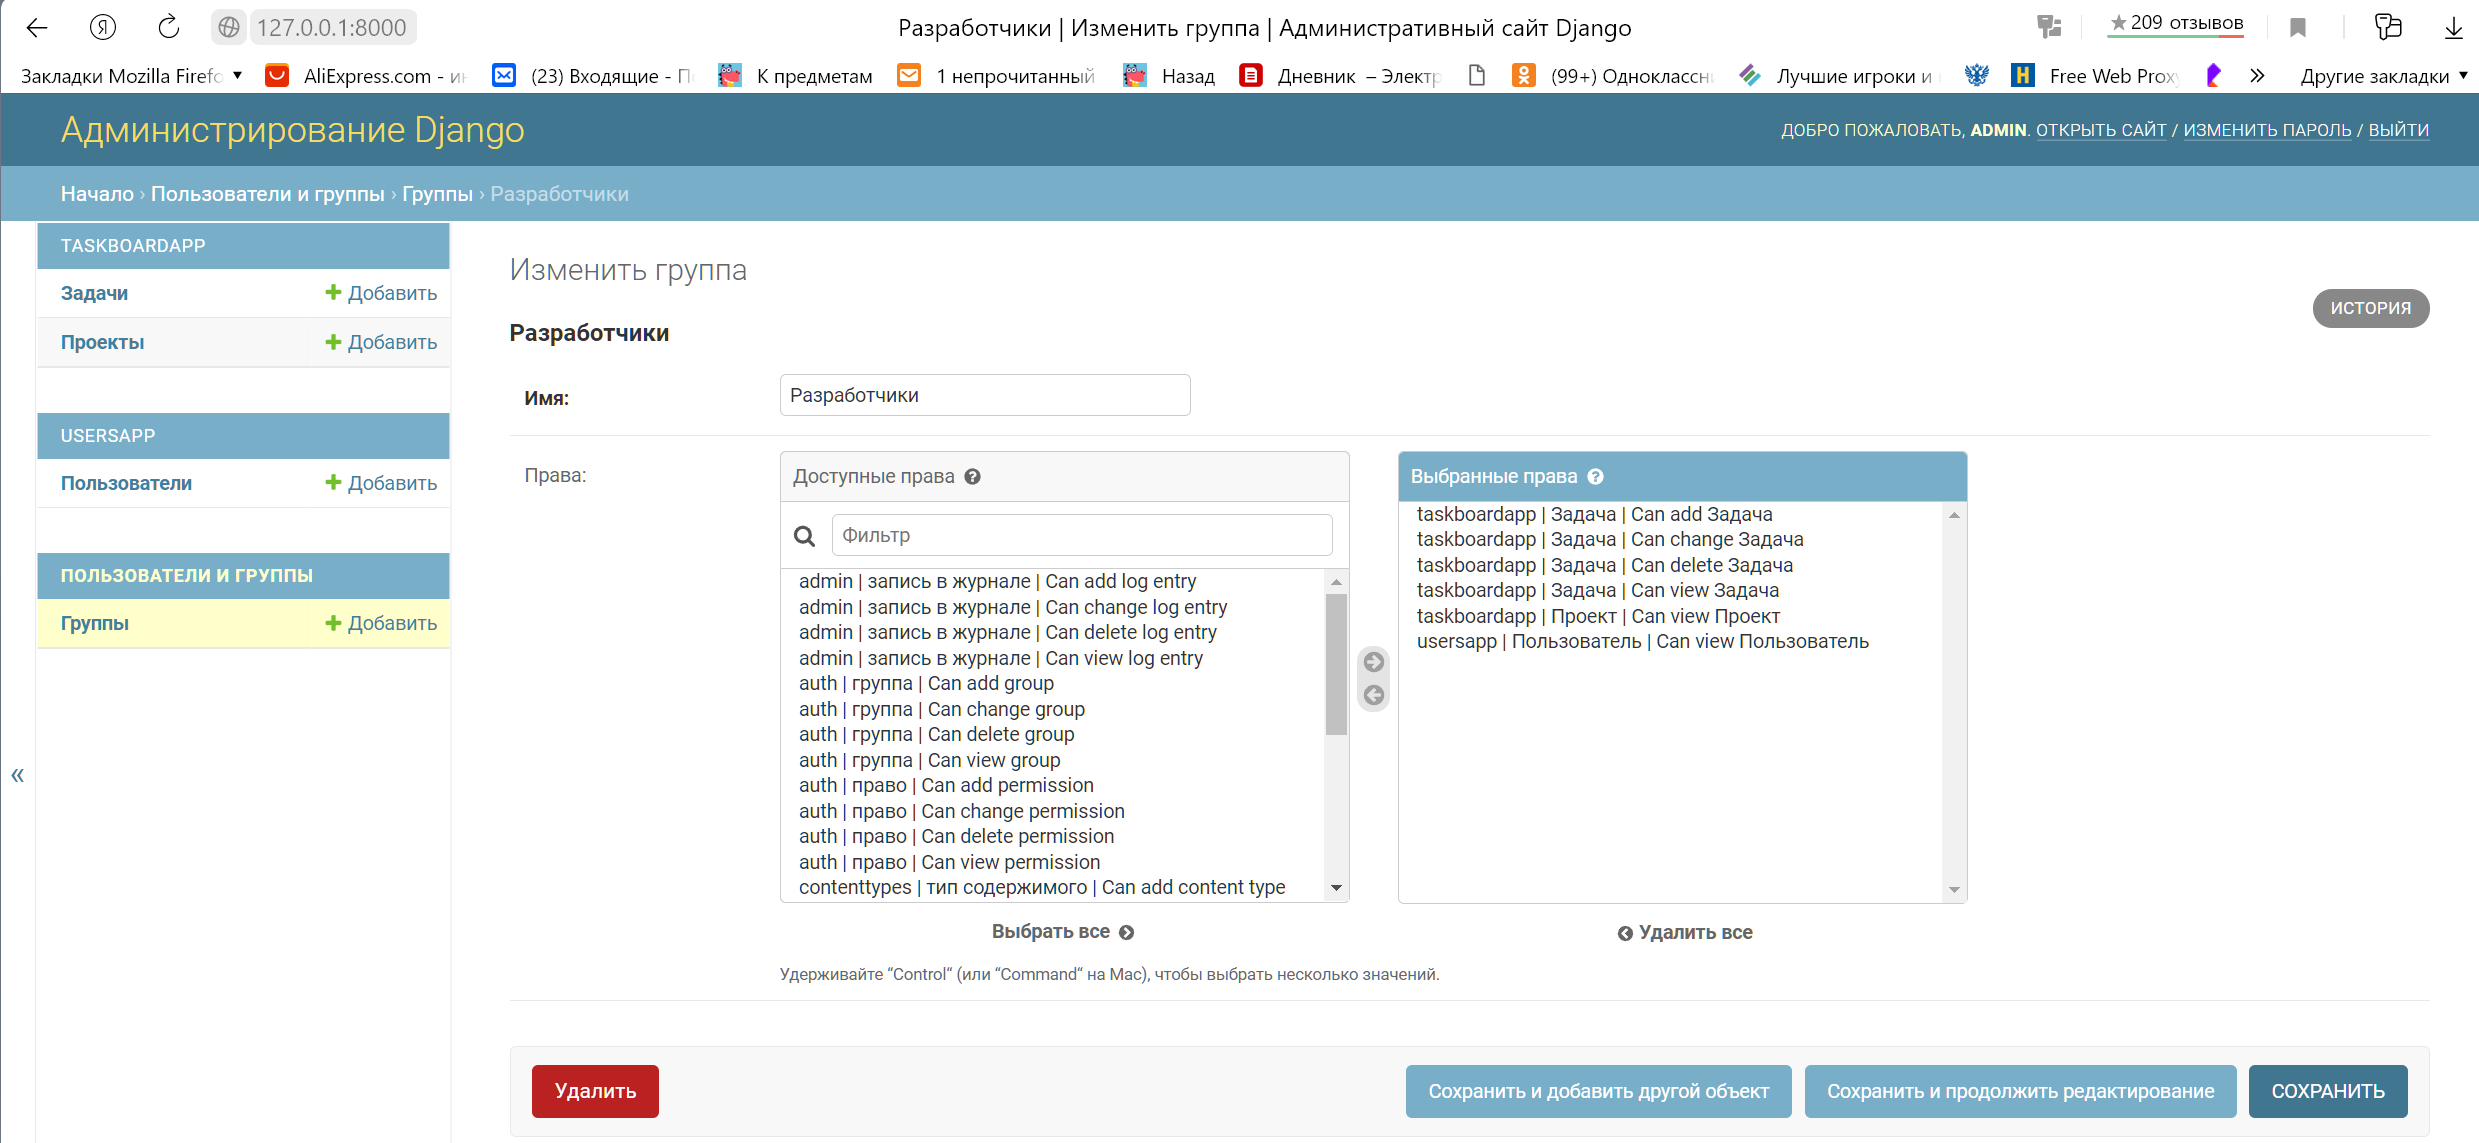 127.0.0.1:8000
Разработчики | Изменить группа | Административный сайт Django
209 отзывов
Закладки Mozilla Firefo
AliExpress.com - и
(23) Входящие - П
К предметам
1 непрочитанный
Назад
Дневник – Электр
(99+) Одноклассн
Лучшие игроки и
Free Web Proxy
»
Другие закладки
Администрирование Django
ДОБРО ПОЖАЛОВАТЬ, ADMIN. ОТКРЫТЬ САЙТ / ИЗМЕНИТЬ ПАРОЛЬ / ВЫЙТИ
Начало › Пользователи и группы › Группы › Разработчики
TASKBOARDAPP
Задачи
Добавить
Проекты
Добавить
USERSAPP
Пользователи
Добавить
ПОЛЬЗОВАТЕЛИ И ГРУППЫ
Группы
Добавить
«
Изменить группа
ИСТОРИЯ
Разработчики
Имя:
Разработчики
Права:
Доступные права
Фильтр
admin | запись в журнале | Can add log entry
admin | запись в журнале | Can change log entry
admin | запись в журнале | Can delete log entry
admin | запись в журнале | Can view log entry
auth | группа | Can add group
auth | группа | Can change group
auth | группа | Can delete group
auth | группа | Can view group
auth | право | Can add permission
auth | право | Can change permission
auth | право | Can delete permission
auth | право | Can view permission
contenttypes | тип содержимого | Can add content type
Выбрать все
Выбранные права
taskboardapp | Задача | Can add Задача
taskboardapp | Задача | Can change Задача
taskboardapp | Задача | Can delete Задача
taskboardapp | Задача | Can view Задача
taskboardapp | Проект | Can view Проект
usersapp | Пользователь | Can view Пользователь
Удалить все
Удерживайте “Control“ (или “Command“ на Mac), чтобы выбрать несколько значений.
Удалить
Сохранить и добавить другой объект
Сохранить и продолжить редактирование
СОХРАНИТЬ